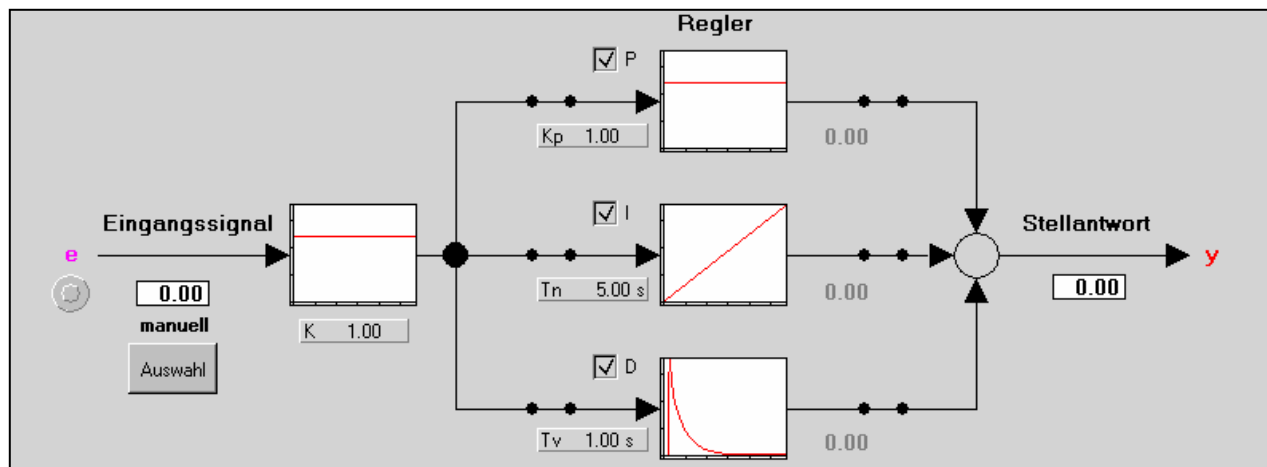 Regler
P
Kp 1.00
0.00
Eingangssignal
e
0.00
manuell
Auswahl
K 1.00
I
Tn 5.00 s
0.00
Stellantwort
y
0.00
D
Tv 1.00 s
0.00